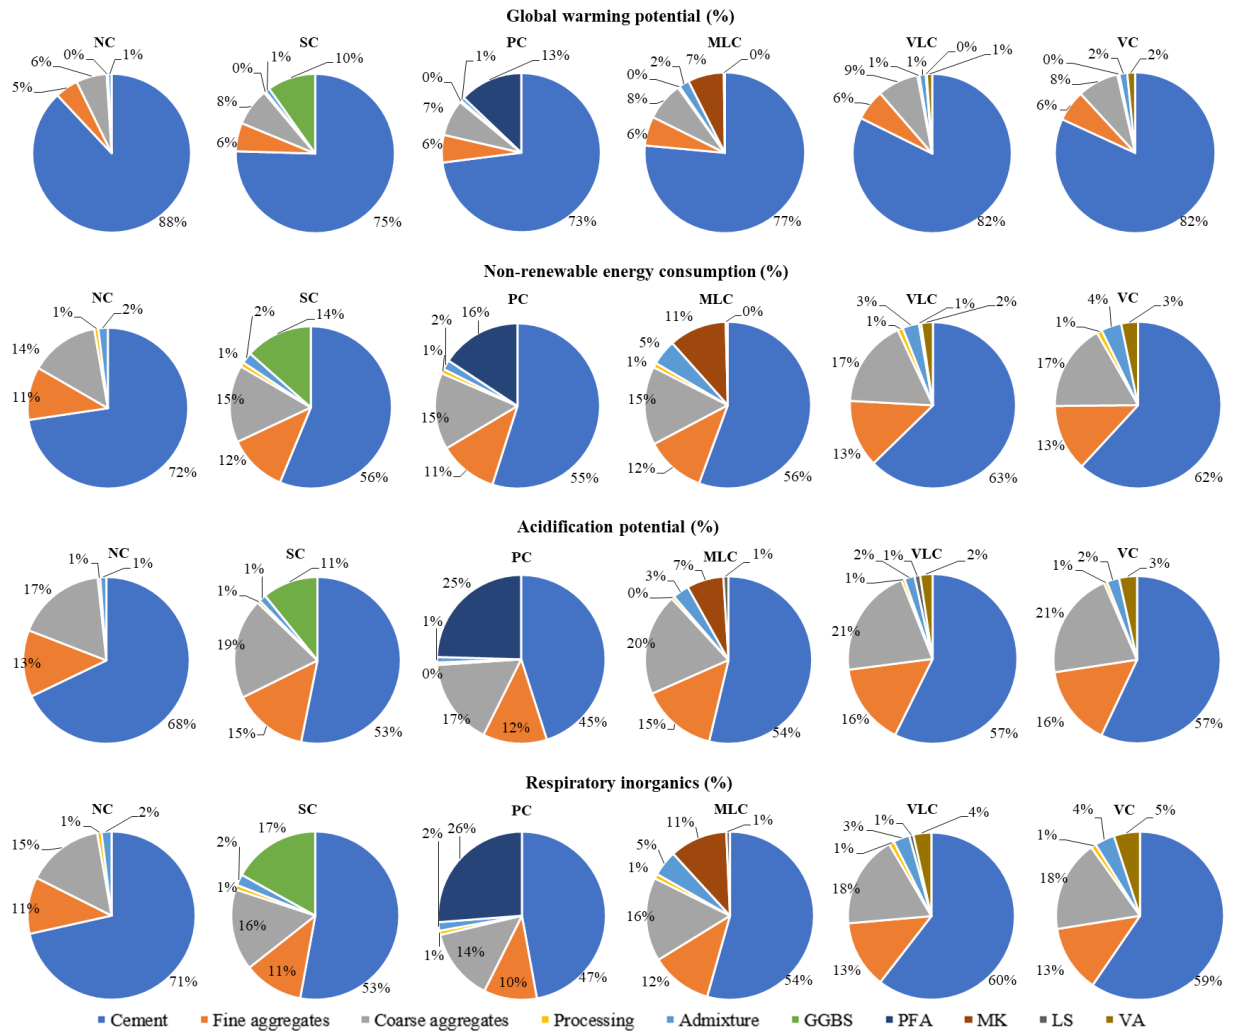 Global warming potential (%)
NC SC PC MLC VLC VC
6% 0% 1% 5% 88%
0% 1% 10% 8% 6% 75%
0% 1% 13% 7% 6% 73%
0% 2% 7% 0% 8% 6% 77%
9% 1% 1% 0% 1% 6% 82%
0% 2% 2% 8% 6% 82%
Non-renewable energy consumption (%)
NC SC PC MLC VLC VC
1% 2% 14% 11% 72%
2% 14% 1% 15% 12% 56%
2% 16% 1% 15% 11% 55%
11% 0% 5% 1% 15% 12% 56%
3% 1% 2% 1% 17% 13% 63%
4% 3% 1% 17% 13% 62%
Acidification potential (%)
NC SC PC MLC VLC VC
1% 1% 17% 13% 68%
1% 11% 1% 19% 15% 53%
25% 1% 0% 17% 12% 45%
7% 1% 3% 0% 20% 15% 54%
2% 1% 2% 1% 21% 16% 57%
2% 3% 1% 21% 16% 57%
Respiratory inorganics (%)
NC SC PC MLC VLC VC
1% 2% 15% 11% 71%
17% 2% 1% 16% 11% 53%
2% 26% 1% 14% 10% 47%
11% 1% 5% 1% 16% 12% 54%
3% 1% 4% 1% 18% 13% 60%
4% 5% 1% 18% 13% 59%
Cement Fine aggregates Coarse aggregates Processing Admixture GGBS PFA MK LS VA